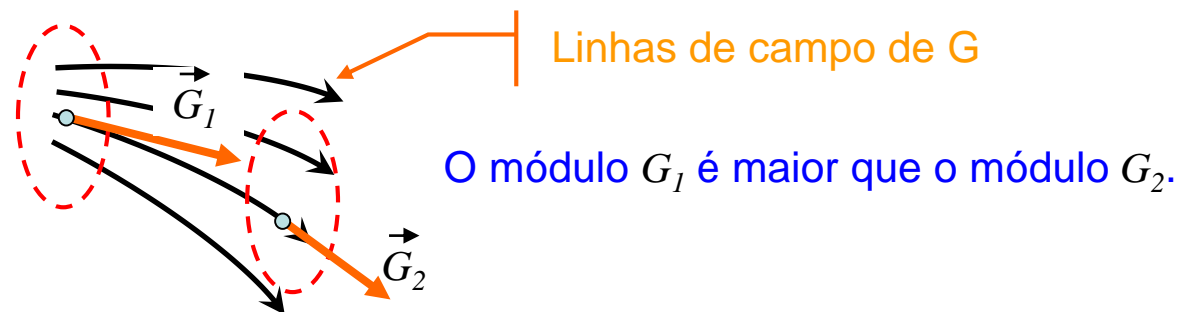 Linhas de campo de G
G₁
O módulo G₁ é maior que o módulo G₂.
G₂